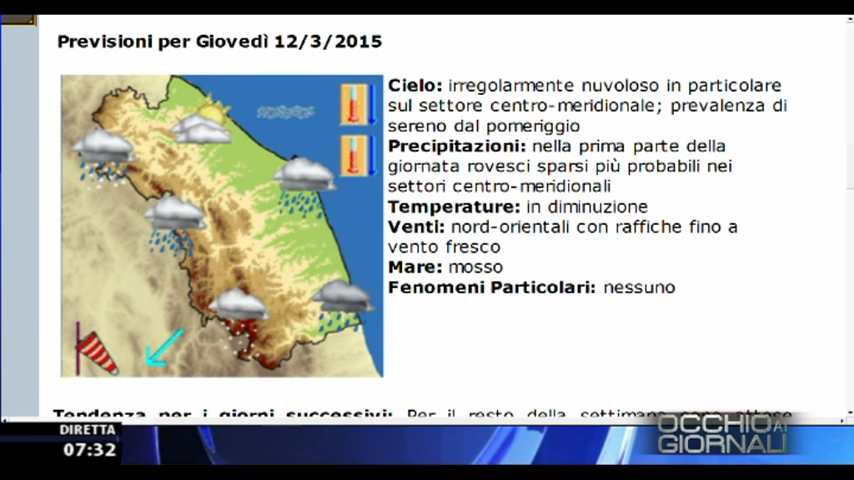 Previsioni per Giovedì 12/3/2015
Cielo: irregolarmente nuvoloso in particolare
sul settore centro-meridionale; prevalenza di
sereno dal pomeriggio
Precipitazioni: nella prima parte della
giornata rovesci sparsi più probabili nei
settori centro-meridionali
Temperature: in diminuzione
Venti: nord-orientali con raffiche fino a
vento fresco
Mare: mosso
Fenomeni Particolari: nessuno
Tendenza per i giorni successivi: Per il resto della settimana sono attese
DIRETTA
07:32
OCCHIO AI
GIORNALI